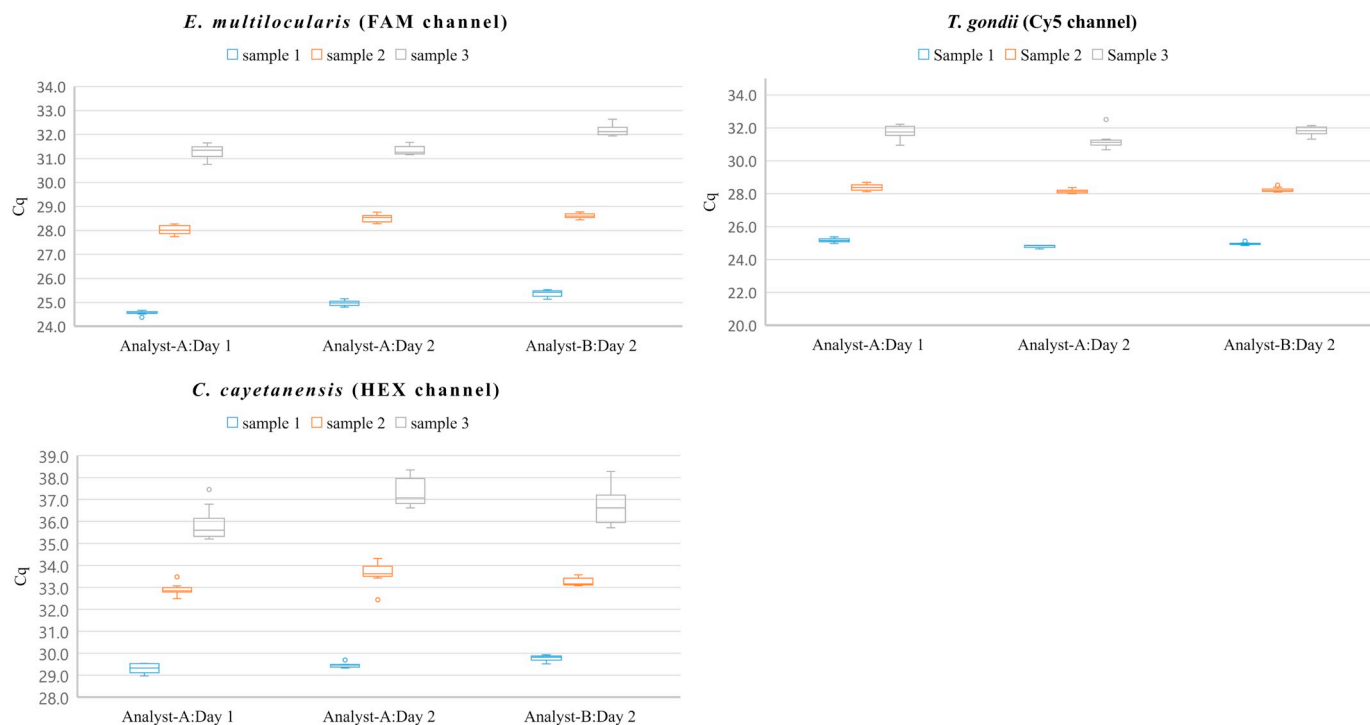 E. multilocularis (FAM channel)
sample 1 sample 2 sample 3
34.0
33.0
32.0
31.0
30.0
29.0
28.0
27.0
26.0
25.0
24.0
Cq
Analyst-A:Day 1 Analyst-A:Day 2 Analyst-B:Day 2
T. gondii (Cy5 channel)
Sample 1 Sample 2 Sample 3
34.0
32.0
30.0
28.0
26.0
24.0
22.0
20.0
Analyst-A:Day 1 Analyst-A:Day 2 Analyst-B:Day 2
C. cayetanensis (HEX channel)
sample 1 sample 2 sample 3
39.0
38.0
37.0
36.0
35.0
34.0
33.0
32.0
31.0
30.0
29.0
28.0
Cq
Analyst-A:Day 1 Analyst-A:Day 2 Analyst-B:Day 2